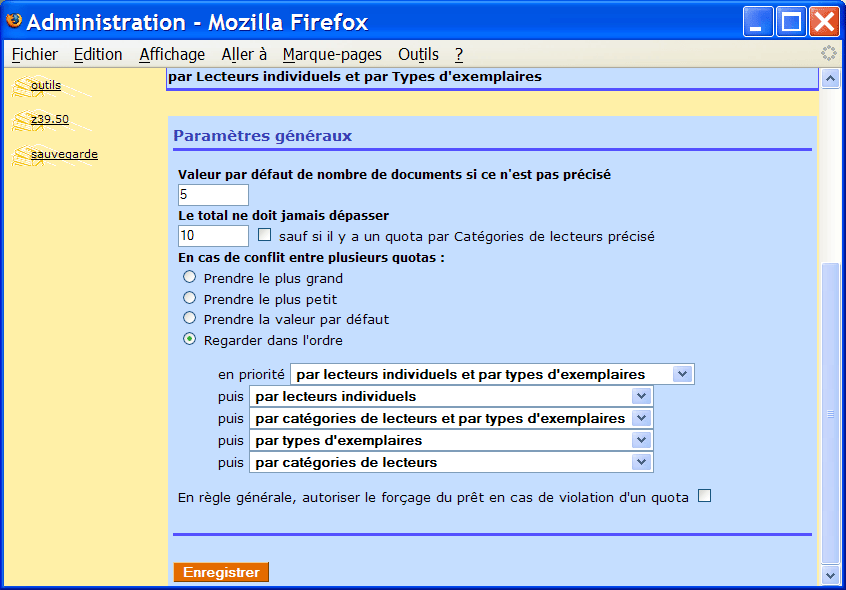 Administration - Mozilla Firefox
Fichier Edition Affichage Aller à Marque-pages Outils ?
outils
z39.50
sauvegarde
par Lecteurs individuels et par Types d'exemplaires
Paramètres généraux
Valeur par défaut de nombre de documents si ce n'est pas précisé
5
Le total ne doit jamais dépasser
10 sauf si il y a un quota par Catégories de lecteurs précisé
En cas de conflit entre plusieurs quotas :
Prendre le plus grand
Prendre le plus petit
Prendre la valeur par défaut
Regarder dans l'ordre
en priorité par lecteurs individuels et par types d'exemplaires
puis par lecteurs individuels
puis par catégories de lecteurs et par types d'exemplaires
puis par types d'exemplaires
puis par catégories de lecteurs
En règle générale, autoriser le forçage du prêt en cas de violation d'un quota
Enregistrer